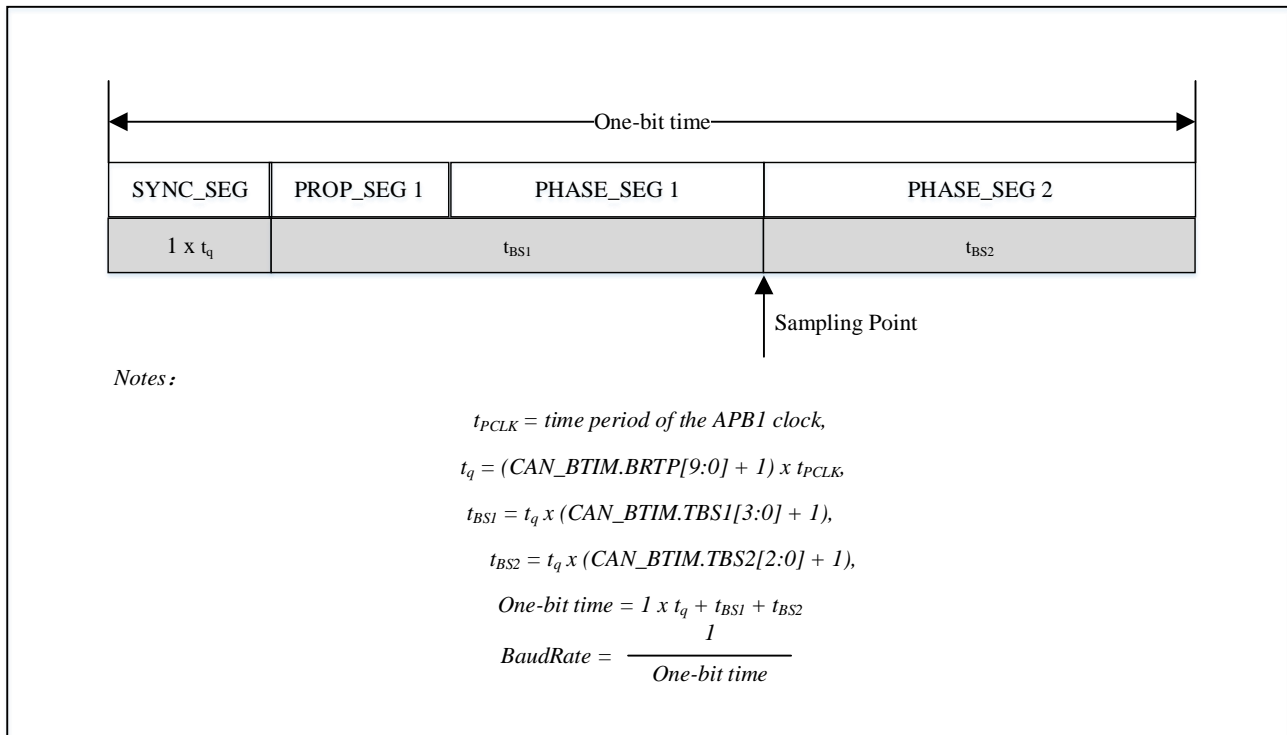 One-bit time
SYNC_SEG PROP_SEG 1 PHASE_SEG 1 PHASE_SEG 2
1 x tq tBS1 tBS2
Sampling Point
Notes：
tPCLK = time period of the APB1 clock,
tq = (CAN_BTIM.BRTP[9:0] + 1) x tPCLK,
tBS1 = tq x (CAN_BTIM.TBS1[3:0] + 1),
tBS2 = tq x (CAN_BTIM.TBS2[2:0] + 1),
One-bit time = 1 x tq + tBS1 + tBS2
1
BaudRate =
One-bit time